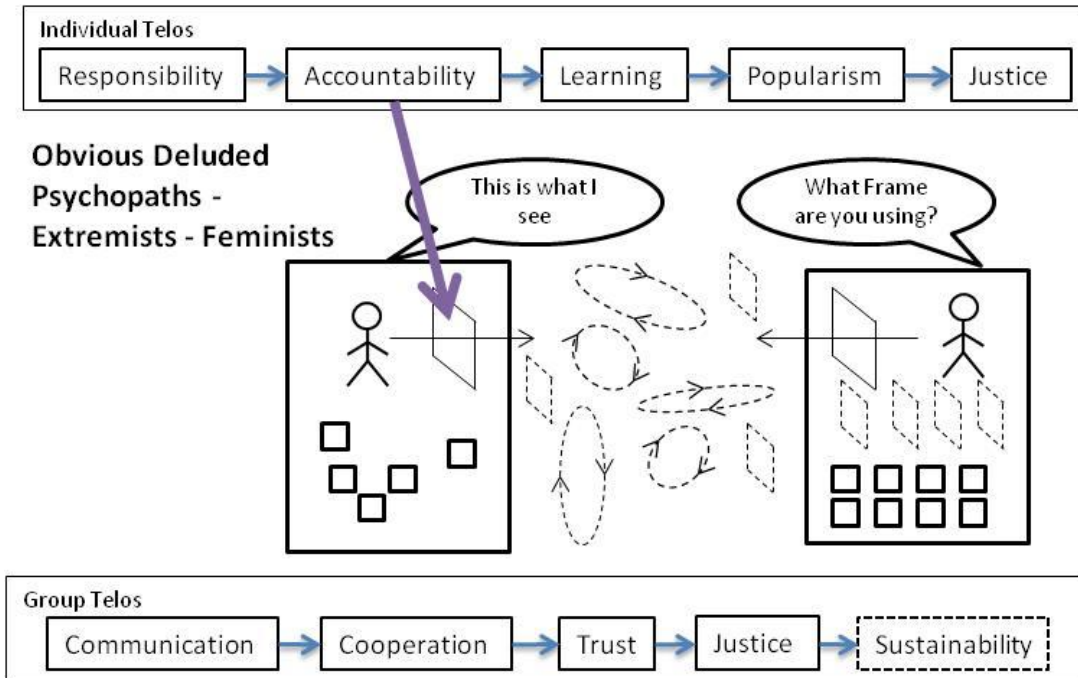 Individual Telos
Responsibility Accountability Learning Popularism Justice
Obvious Deluded
Psychopaths -
Extremists - Feminists
This is what I
see
What Frame
are you using?
Group Telos
Communication Cooperation Trust Justice Sustainability